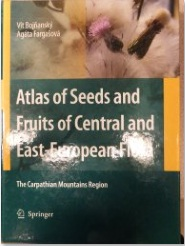 Vít Bojňanský
Agáta Fargašová
Atlas of Seeds and
Fruits of Central and
East-European
The Carpathian Mountains Region
Springer